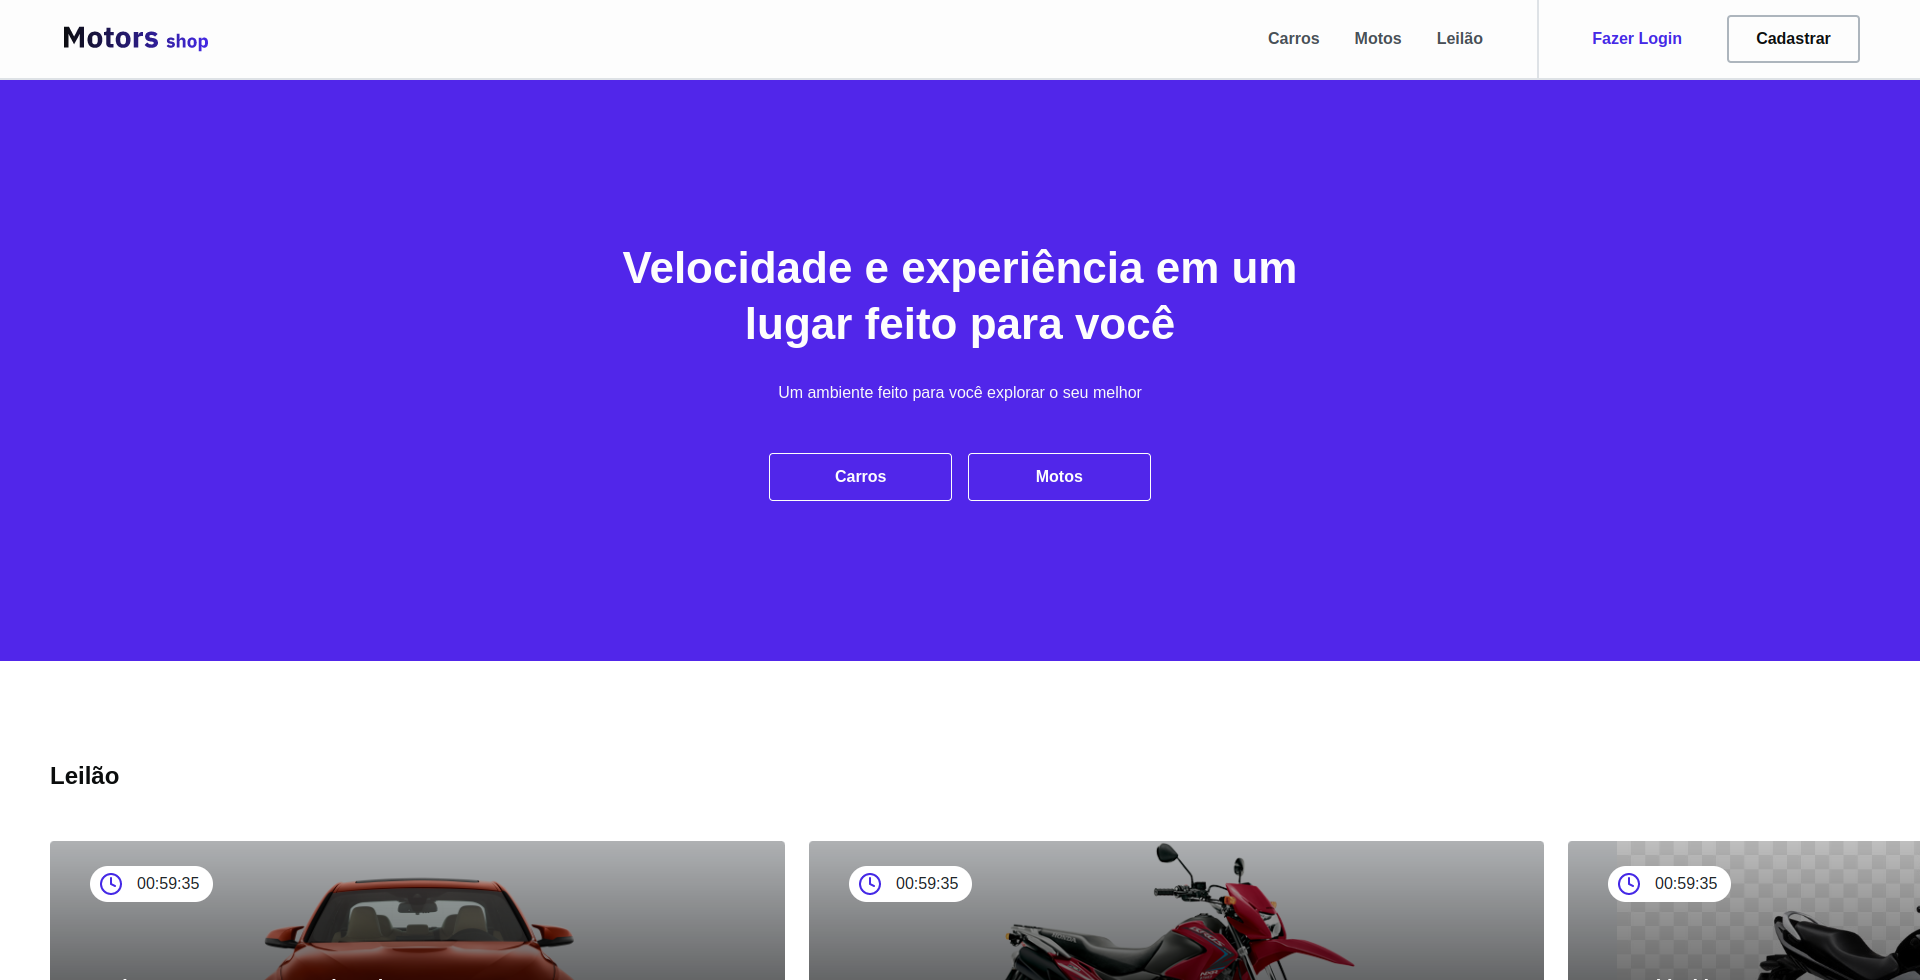 Motors shop
Carros
Motos
Leilão
Fazer Login
Cadastrar
Velocidade e experiência em um
lugar feito para você
Um ambiente feito para você explorar o seu melhor
Carros
Motos
Leilão
00:59:35
00:59:35
00:59:35